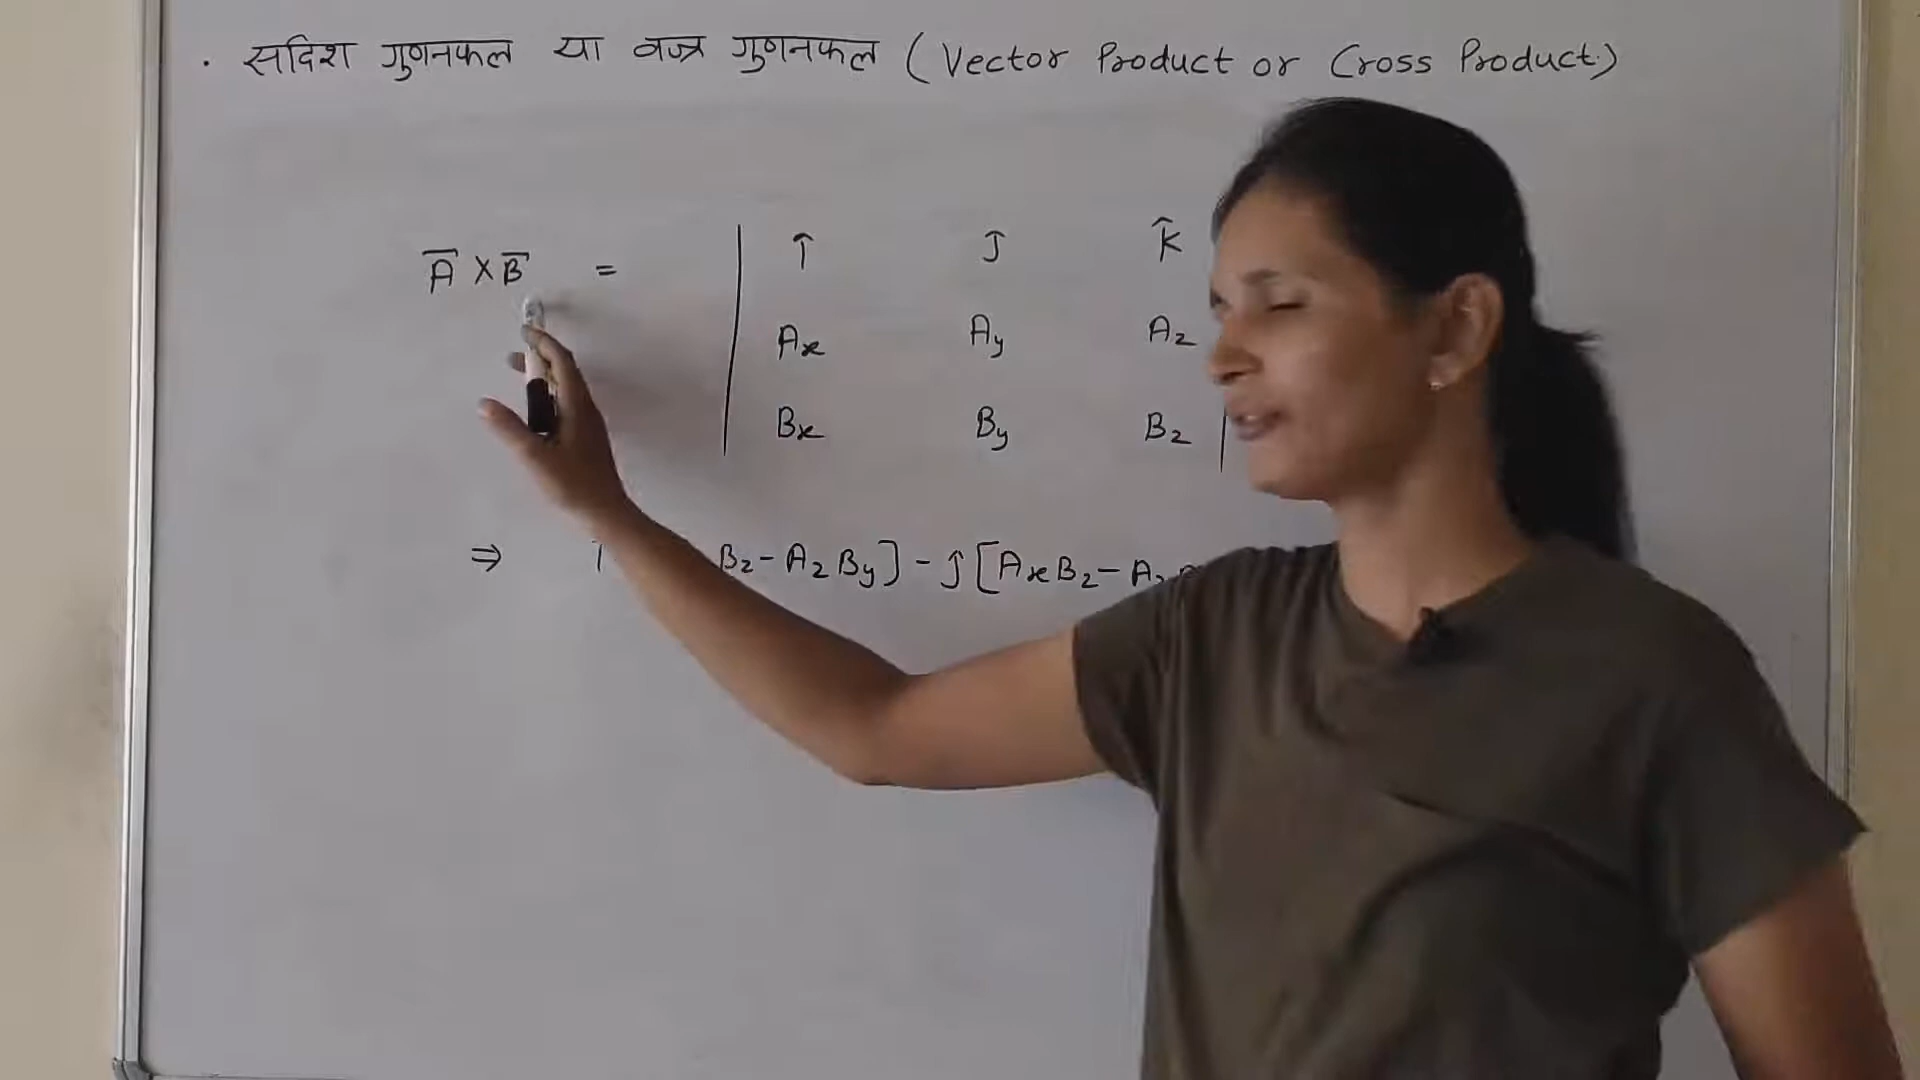 . सदिश गुणनफल या वज्र गुणनफल (Vector Product or Cross Product)
Ā × B̄ = | î ĵ k̂
Ax Ay Az
Bx By Bz |
⇒ î Bz - Az By] - ĵ [Ax Bz - Az